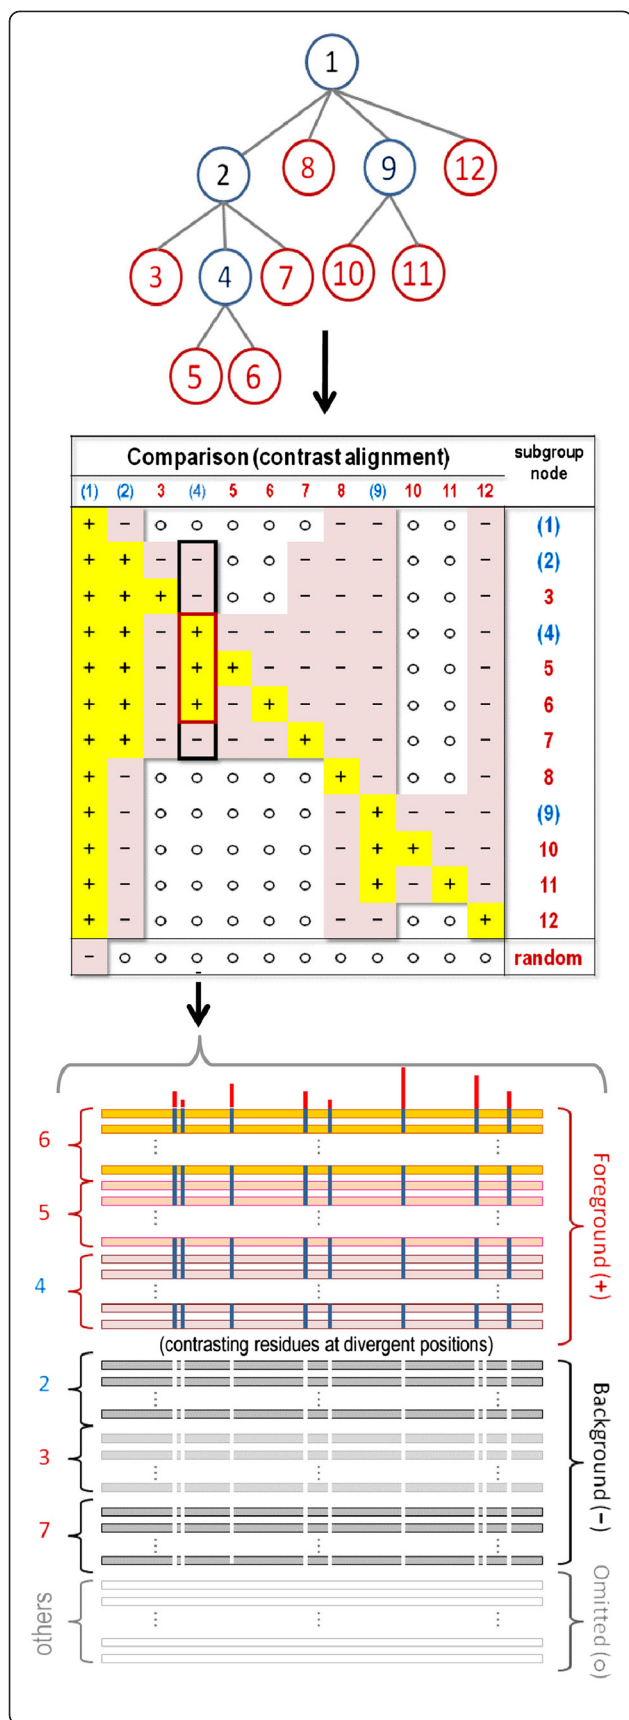 1
2 8 9 12
3 4 7 10 11
5 6
Comparison (contrast alignment) subgroup node
(1) (2) 3 (4) 5 6 7 8 (9) 10 11 12
+ − o o o o o − − o o − (1)
+ + − − o o − − − o o − (2)
+ + + − o o − − − o o − 3
+ + − + − − − − − o o − (4)
+ + − + + − − − − o o − 5
+ + − + − + − − − o o − 6
+ + − − − − + − − o o − 7
+ − o o o o o + − o o − 8
+ − o o o o o − + − − − (9)
+ − o o o o o − + + − − 10
+ − o o o o o − + − + − 11
+ − o o o o o − − o o + 12
− o o o o o o o o o o o random
6
5
4
Foreground (+)
(contrasting residues at divergent positions)
2
3
7
Background (−)
others
Omitted (o)